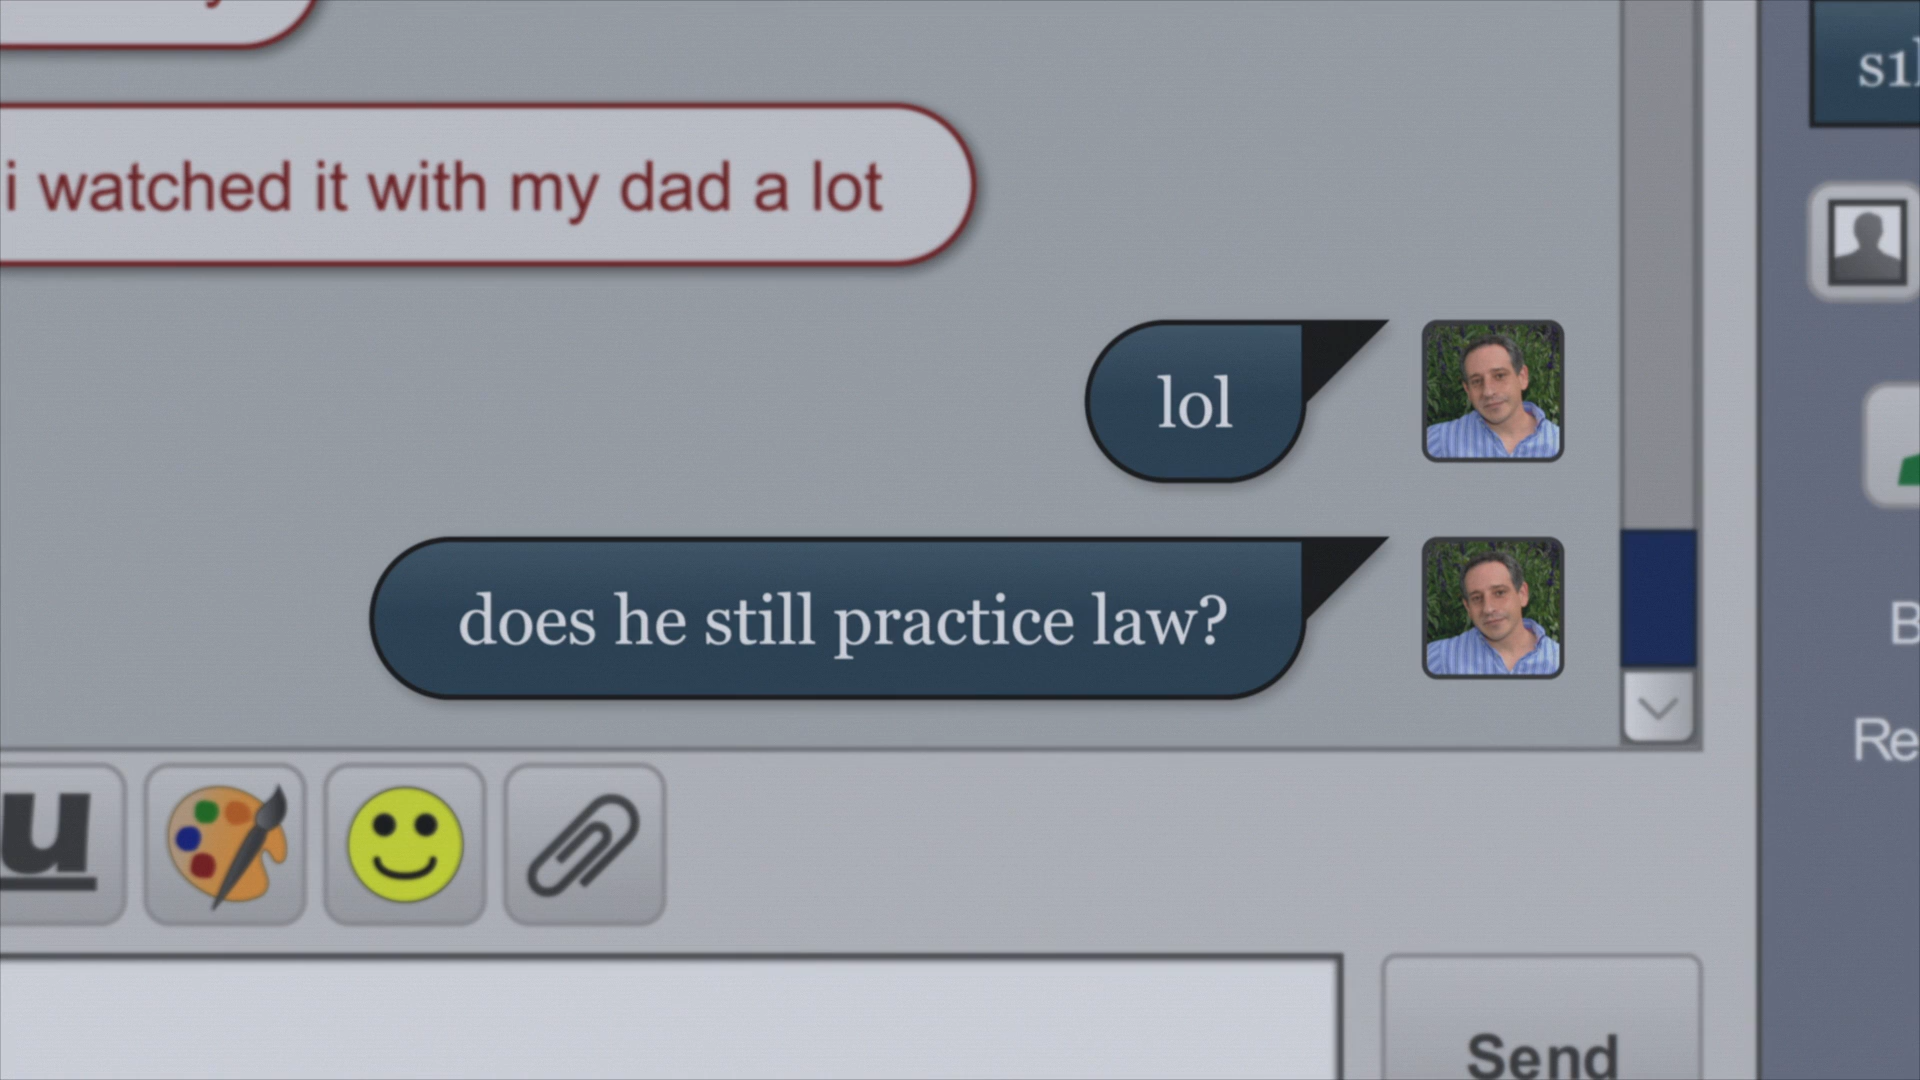 i watched it with my dad a lot
lol
does he still practice law?
u
Send